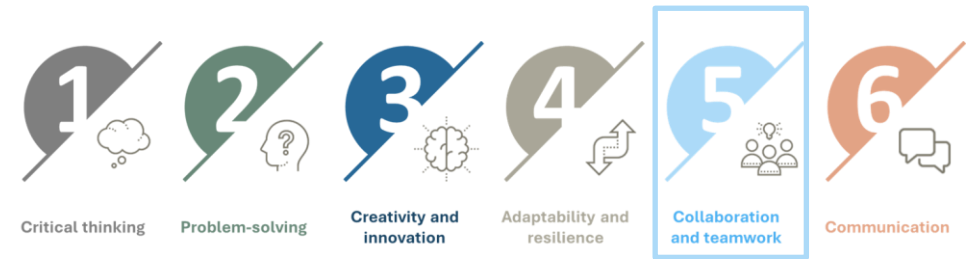 1
2
3
4
5
6
?
Critical thinking
Problem-solving
Creativity and
innovation
Adaptability and
resilience
Collaboration
and teamwork
Communication